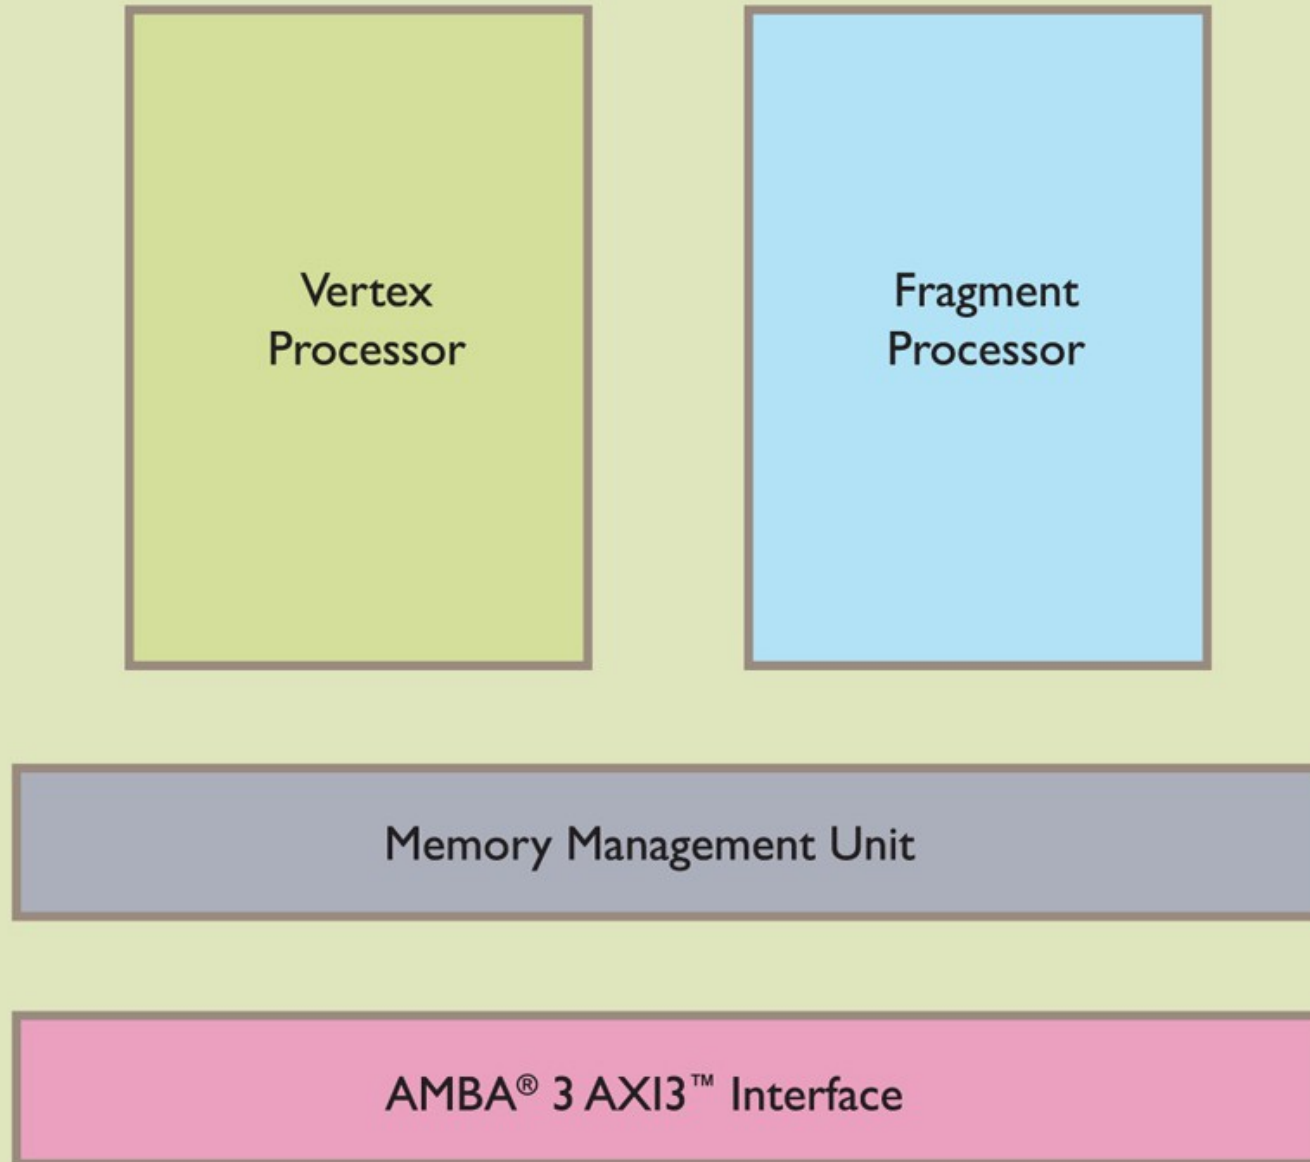 Vertex
Processor
Fragment
Processor
Memory Management Unit
AMBA® 3 AXI3™ Interface